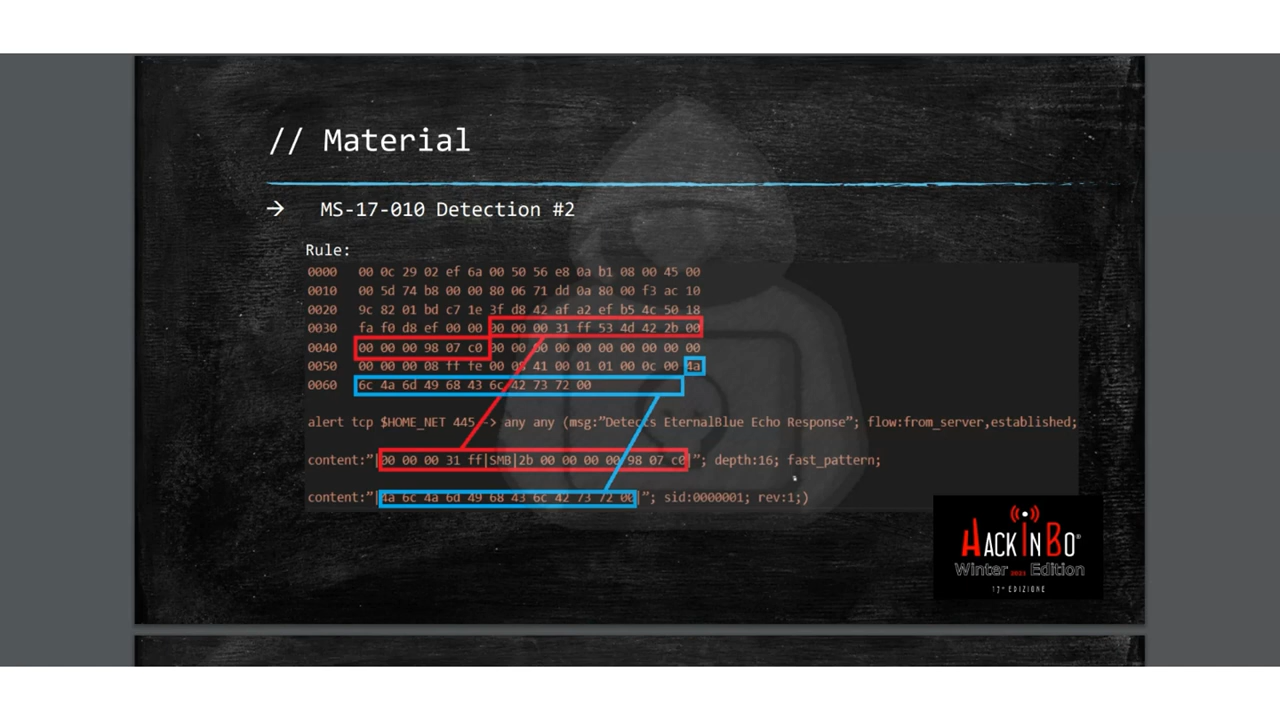 // Material
→ MS-17-010 Detection #2
Rule:
0000 00 0c 29 02 ef 6a 00 50 56 e8 0a b1 08 00 45 00
0010 00 5d 74 b8 00 00 80 06 71 dd 0a 80 00 f3 ac 10
0020 9c 82 01 bd c7 1e 3f d8 42 af a2 ef b5 4c 50 18
0030 fa f0 d8 ef 00 00 00 00 00 31 ff 53 4d 42 2b 00
0040 00 00 00 98 07 c0 00 00 00 00 00 00 00 00 00 00
0050 00 00 00 08 ff fe 00 08 41 00 01 01 00 0c 00 4a
0060 6c 4a 6d 49 68 43 6c 42 73 72 00
alert tcp $HOME_NET 445 -> any any (msg:”Detects EternalBlue Echo Response”; flow:from_server,established;
content:”|00 00 00 31 ff|SMB|2b 00 00 00 00 98 07 c0|”; depth:16; fast_pattern;
content:”|4a 6c 4a 6d 49 68 43 6c 42 73 72 00|”; sid:0000001; rev:1;)
HACKINBO®
Winter 2021 Edition
17ª EDIZIONE